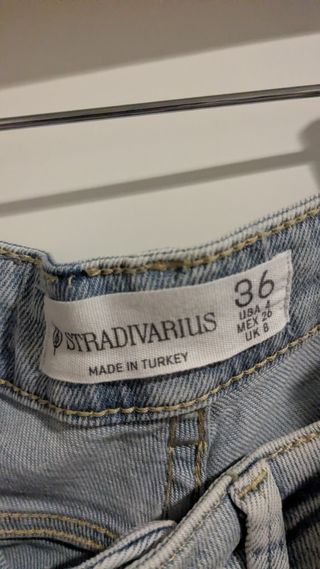 STRADIVARIUS
MADE IN TURKEY
36
USA 4
MEX 26
UK 8